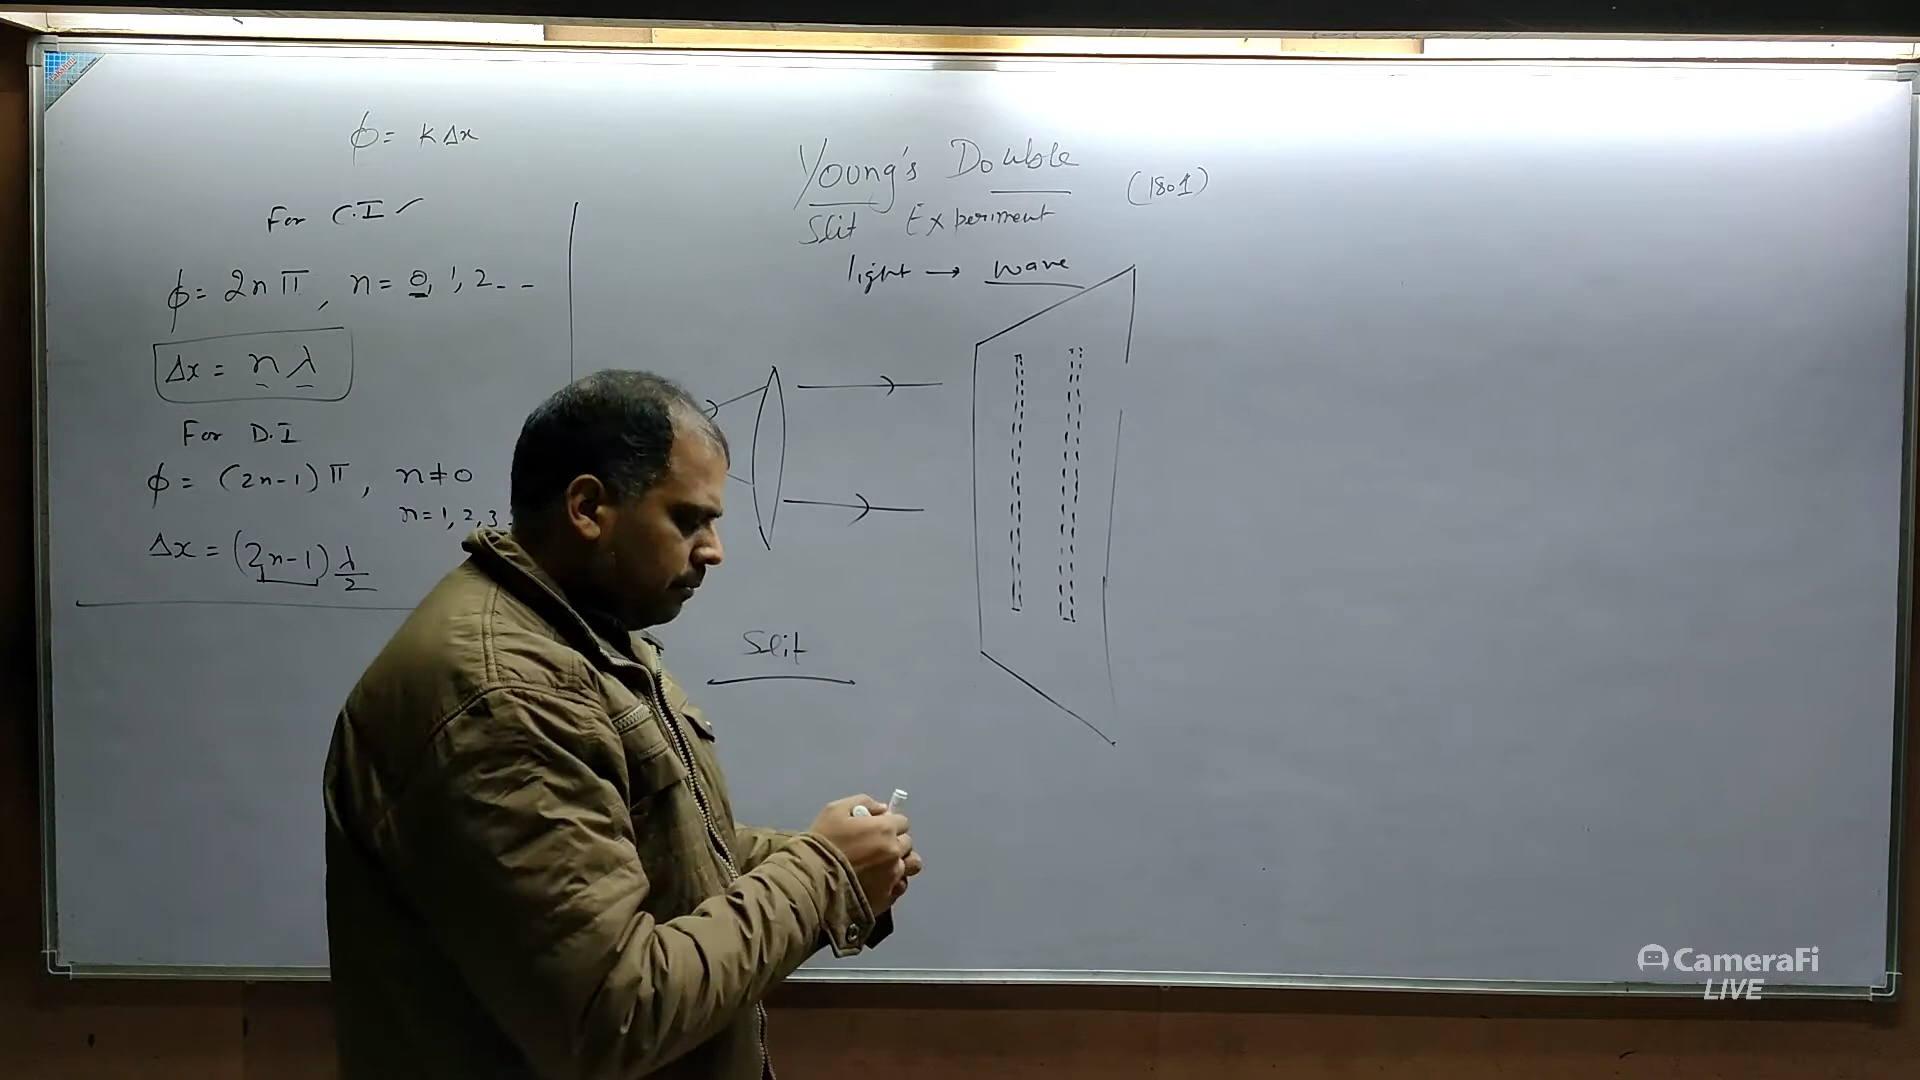 ϕ = KΔx
For C.I ✓
ϕ = 2nπ, n = 0, 1, 2 - -
Δx = nλ
For D.I
ϕ = (2n-1)π, n≠0
n = 1, 2, 3
Δx = (2n-1) λ/2
Young's Double
Slit Experiment
(1801)
light → wave
Slit
CameraFi
LIVE